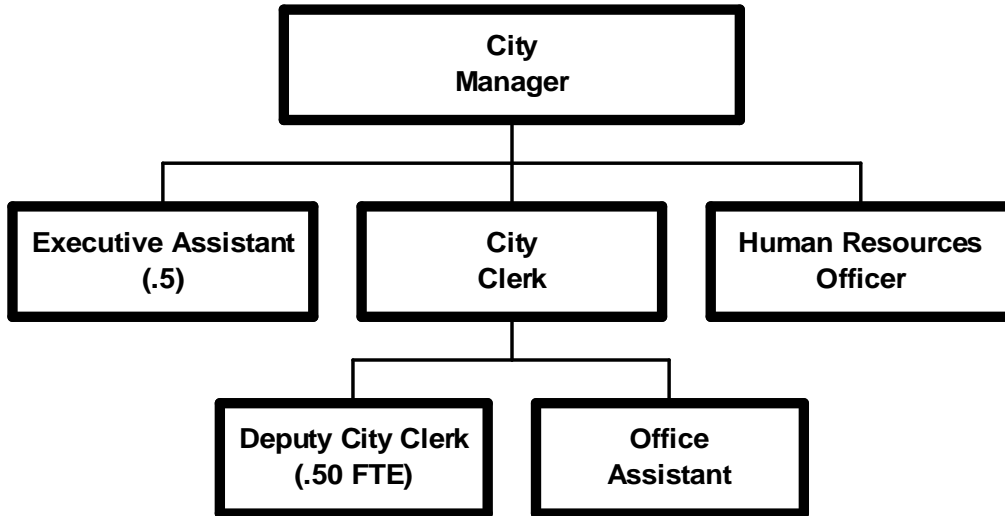 City
Manager
Executive Assistant
(.5)
City
Clerk
Human Resources
Officer
Deputy City Clerk
(.50 FTE)
Office
Assistant